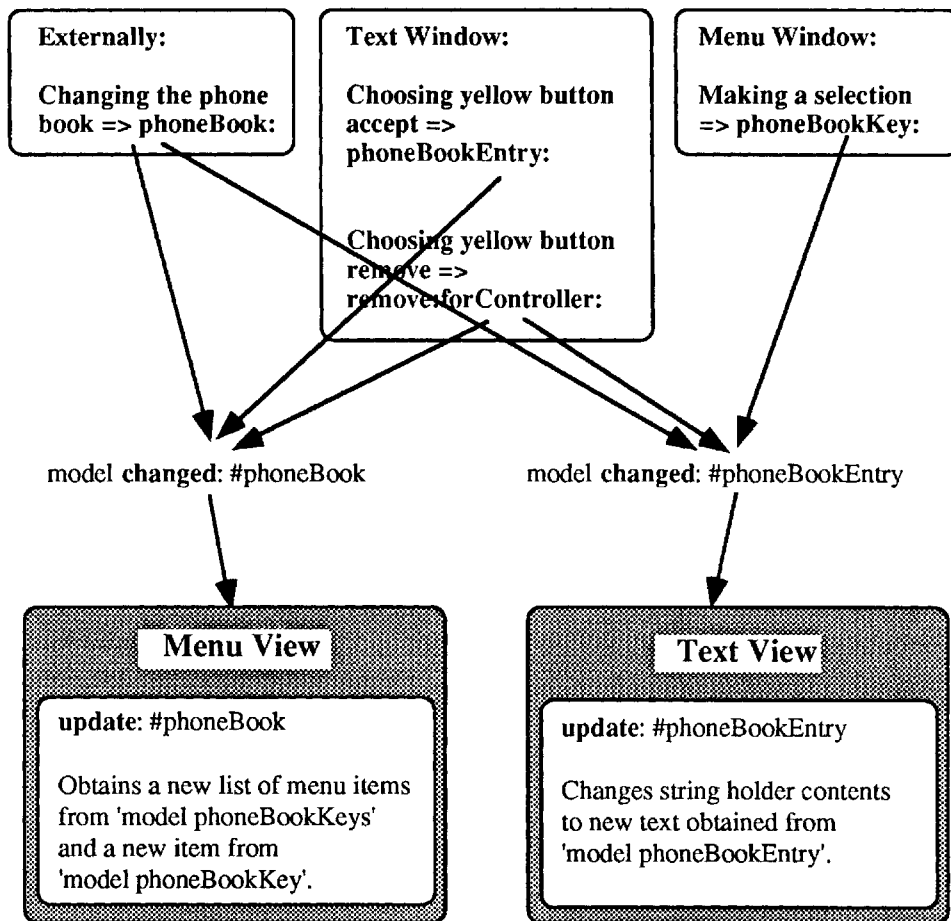 Externally:
Changing the phone
book => phoneBook:
Text Window:
Choosing yellow button
accept =>
phoneBookEntry:
Choosing yellow button
remove =>
remove:forController:
Menu Window:
Making a selection
=> phoneBookKey:
model changed: #phoneBook
model changed: #phoneBookEntry
Menu View
update: #phoneBook
Obtains a new list of menu items
from 'model phoneBookKeys'
and a new item from
'model phoneBookKey'.
Text View
update: #phoneBookEntry
Changes string holder contents
to new text obtained from
'model phoneBookEntry'.